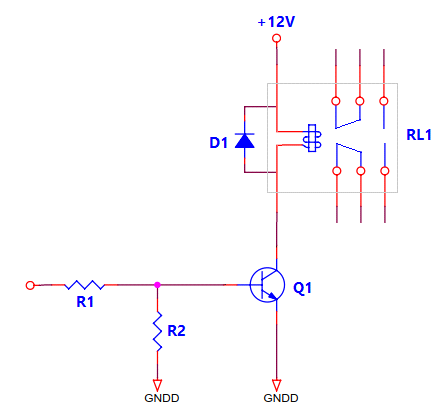 +12V
D1
RL1
R1
Q1
R2
GNDD
GNDD